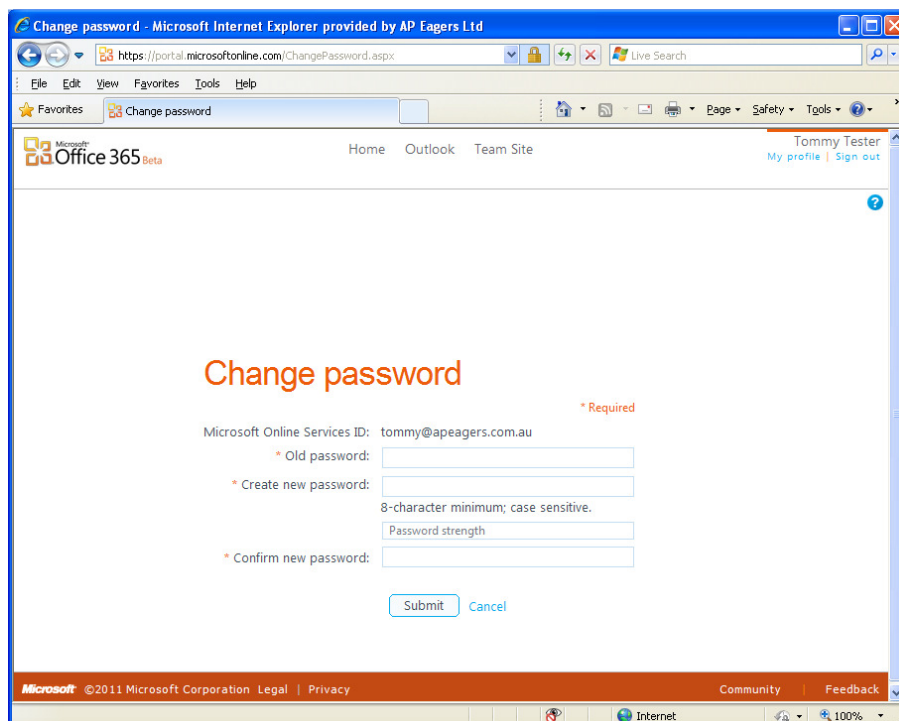 Change password - Microsoft Internet Explorer provided by AP Eagers Ltd
https://portal.microsoftonline.com/ChangePassword.aspx
Live Search
File Edit View Favorites Tools Help
Favorites
Change password
Page Safety Tools »
Microsoft
Office 365 Beta
Home Outlook Team Site
Tommy Tester
My profile | Sign out
?
Change password
* Required
Microsoft Online Services ID: tommy@apeagers.com.au
* Old password:
* Create new password:
8-character minimum; case sensitive.
Password strength
* Confirm new password:
Submit Cancel
Microsoft ©2011 Microsoft Corporation Legal | Privacy
Community | Feedback
Internet
100%